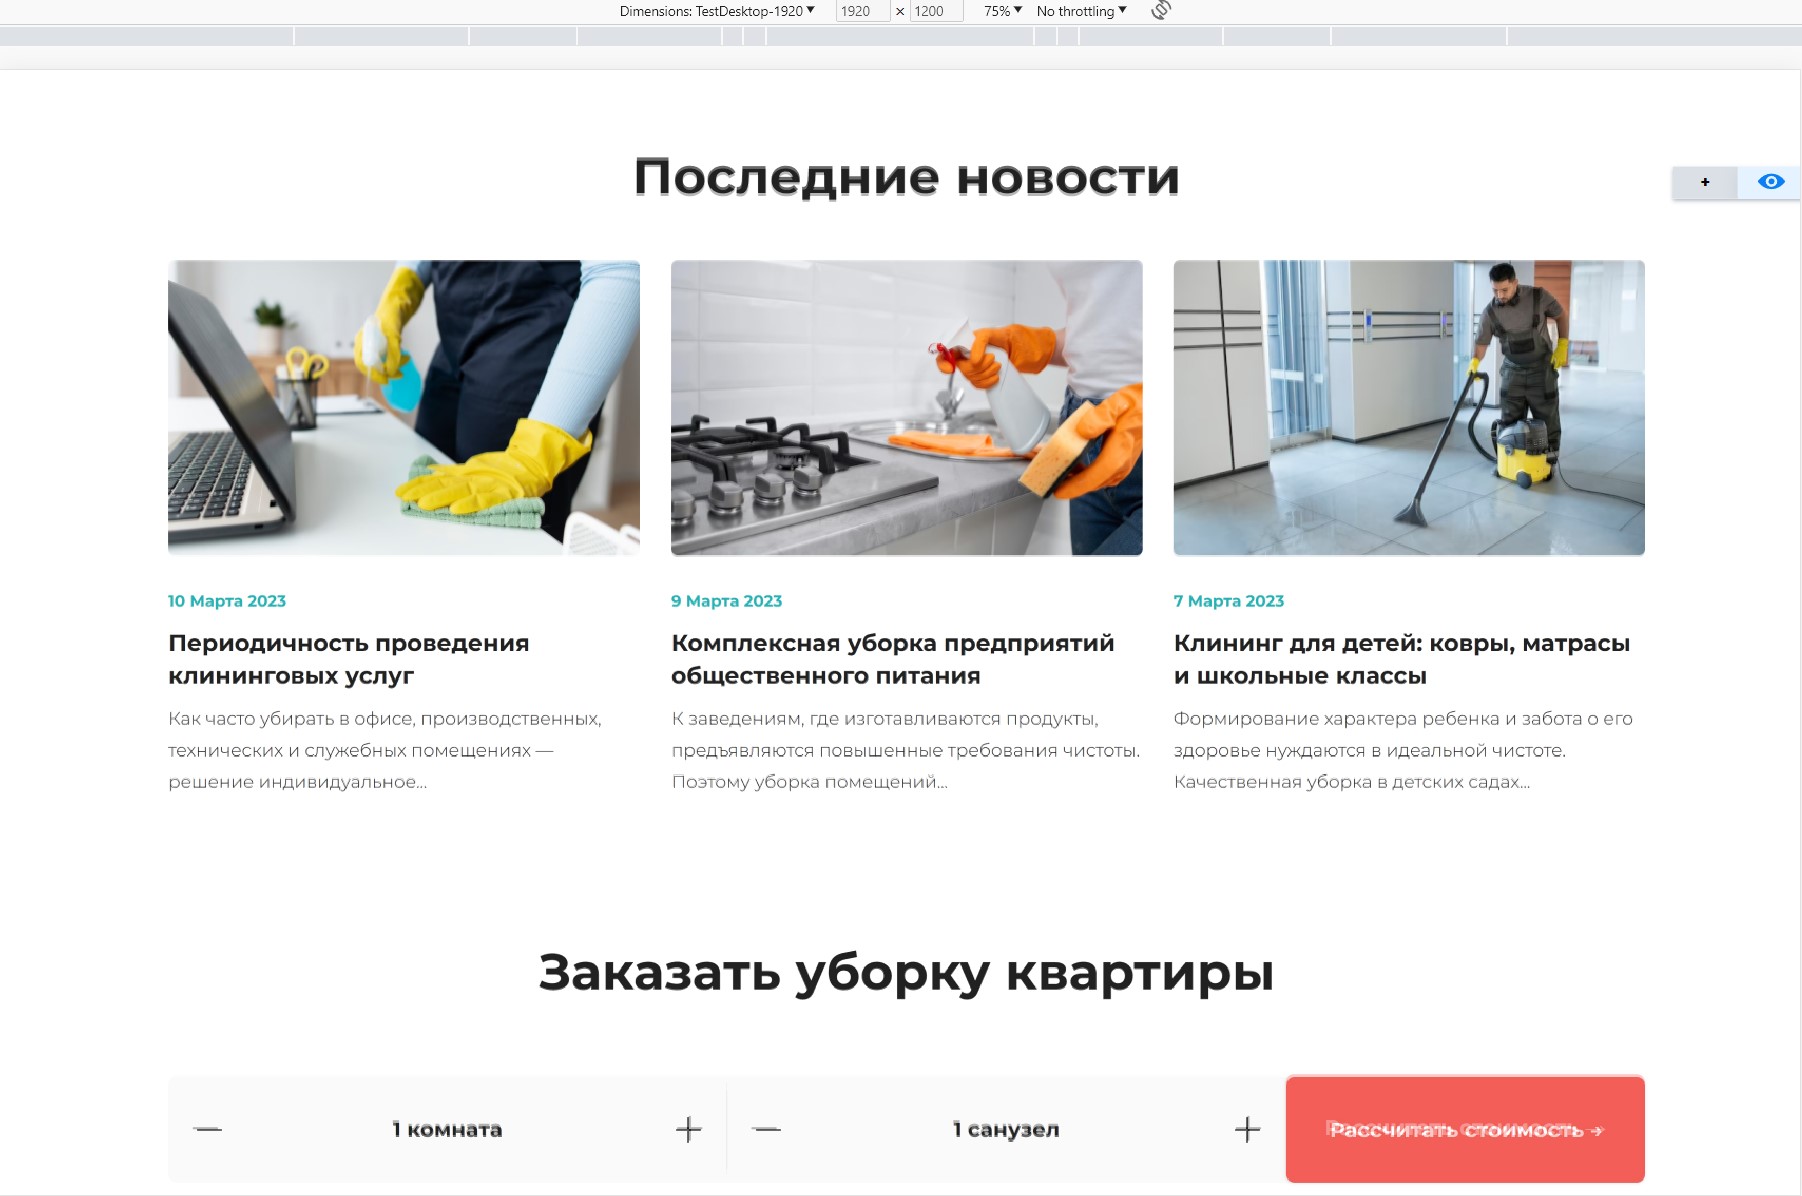 Dimensions: TestDesktop-1920 ▼ 1920 × 1200 75% ▼ No throttling ▼
Последние новости
+
10 Марта 2023
Периодичность проведения
клининговых услуг
Как часто убирать в офисе, производственных,
технических и служебных помещениях —
решение индивидуальное...
9 Марта 2023
Комплексная уборка предприятий
общественного питания
К заведениям, где изготавливаются продукты,
предъявляются повышенные требования чистоты.
Поэтому уборка помещений...
7 Марта 2023
Клининг для детей: ковры, матрасы
и школьные классы
Формирование характера ребенка и забота о его
здоровье нуждаются в идеальной чистоте.
Качественная уборка в детских садах...
Заказать уборку квартиры
— 1 комната + — 1 санузел + Рассчитать стоимость →